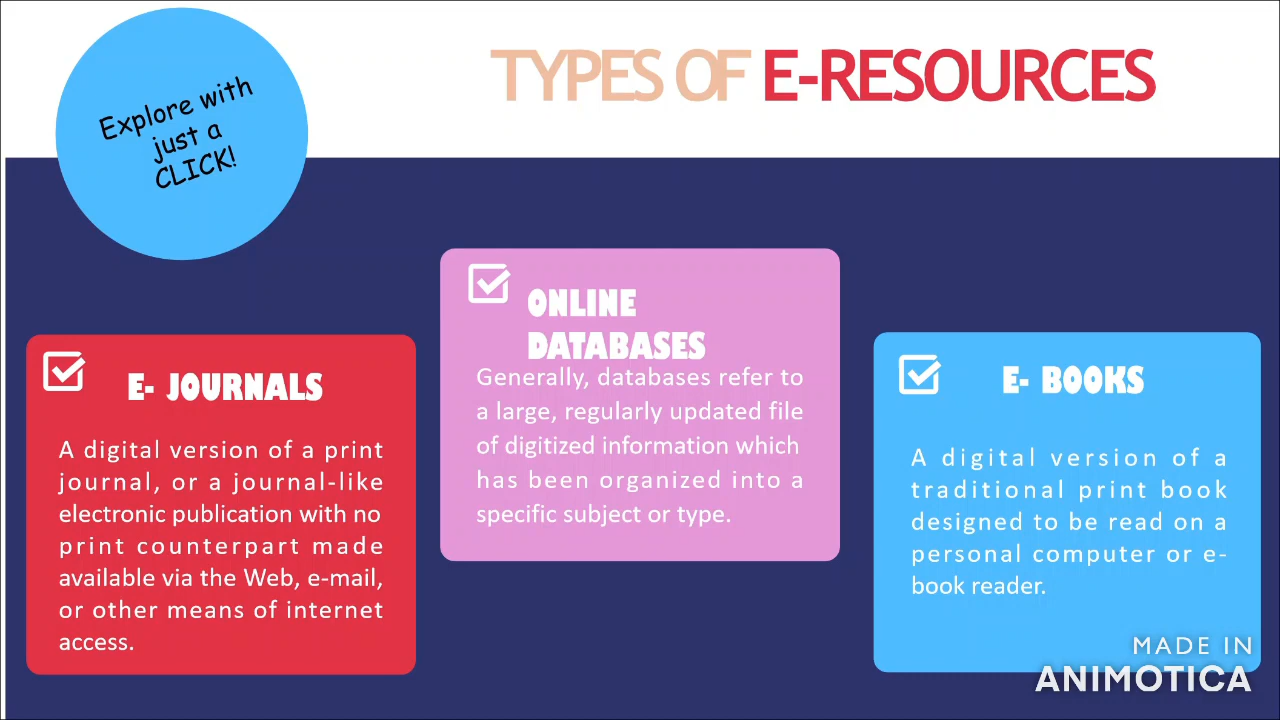 Explore with
just a
CLICK!
TYPES OF E-RESOURCES
E- JOURNALS
A digital version of a print
journal, or a journal-like
electronic publication with no
print counterpart made
available via the Web, e-mail,
or other means of internet
access.
ONLINE
DATABASES
Generally, databases refer to
a large, regularly updated file
of digitized information which
has been organized into a
specific subject or type.
E- BOOKS
A digital version of a
traditional print book
designed to be read on a
personal computer or e-
book reader.
MADE IN
ANIMOTICA